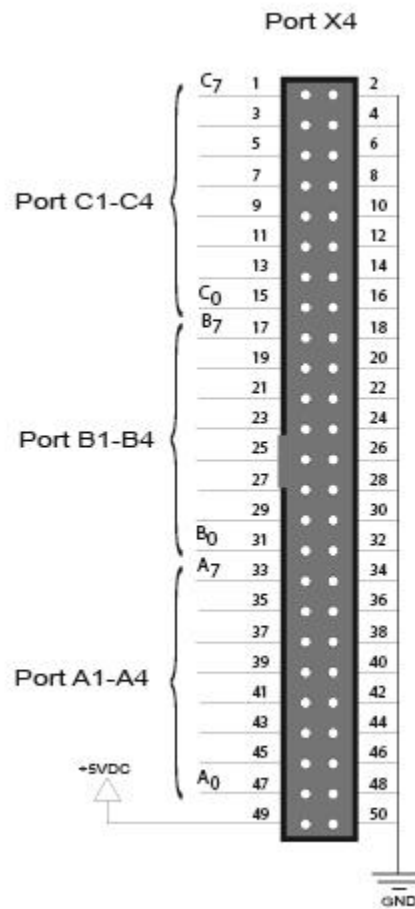 Port X4
C7 1 2
3 4
5 6
7 8
Port C1-C4 9 10
11 12
13 14
C0 15 16
B7 17 18
19 20
21 22
23 24
Port B1-B4 25 26
27 28
29 30
B0 31 32
A7 33 34
35 36
37 38
39 40
Port A1-A4 41 42
43 44
45 46
+5VDC A0 47 48
49 50
GND